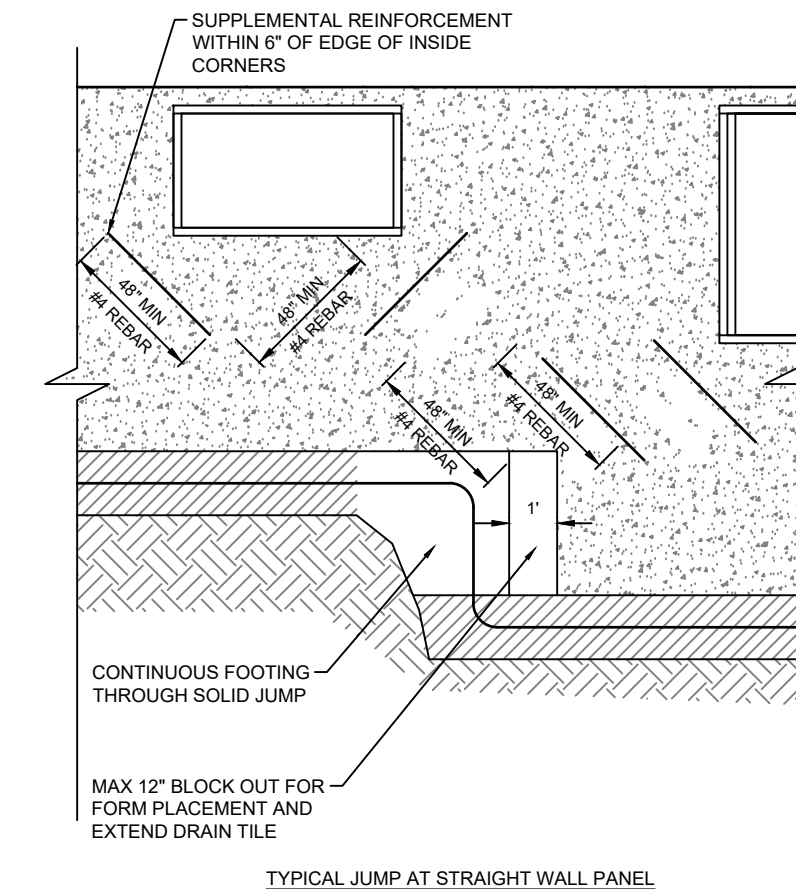 SUPPLEMENTAL REINFORCEMENT
WITHIN 6" OF EDGE OF INSIDE
CORNERS
48" MIN
#4 REBAR
48" MIN
#4 REBAR
48" MIN
#4 REBAR
48" MIN
#4 REBAR
1'
CONTINUOUS FOOTING
THROUGH SOLID JUMP
MAX 12" BLOCK OUT FOR
FORM PLACEMENT AND
EXTEND DRAIN TILE
TYPICAL JUMP AT STRAIGHT WALL PANEL